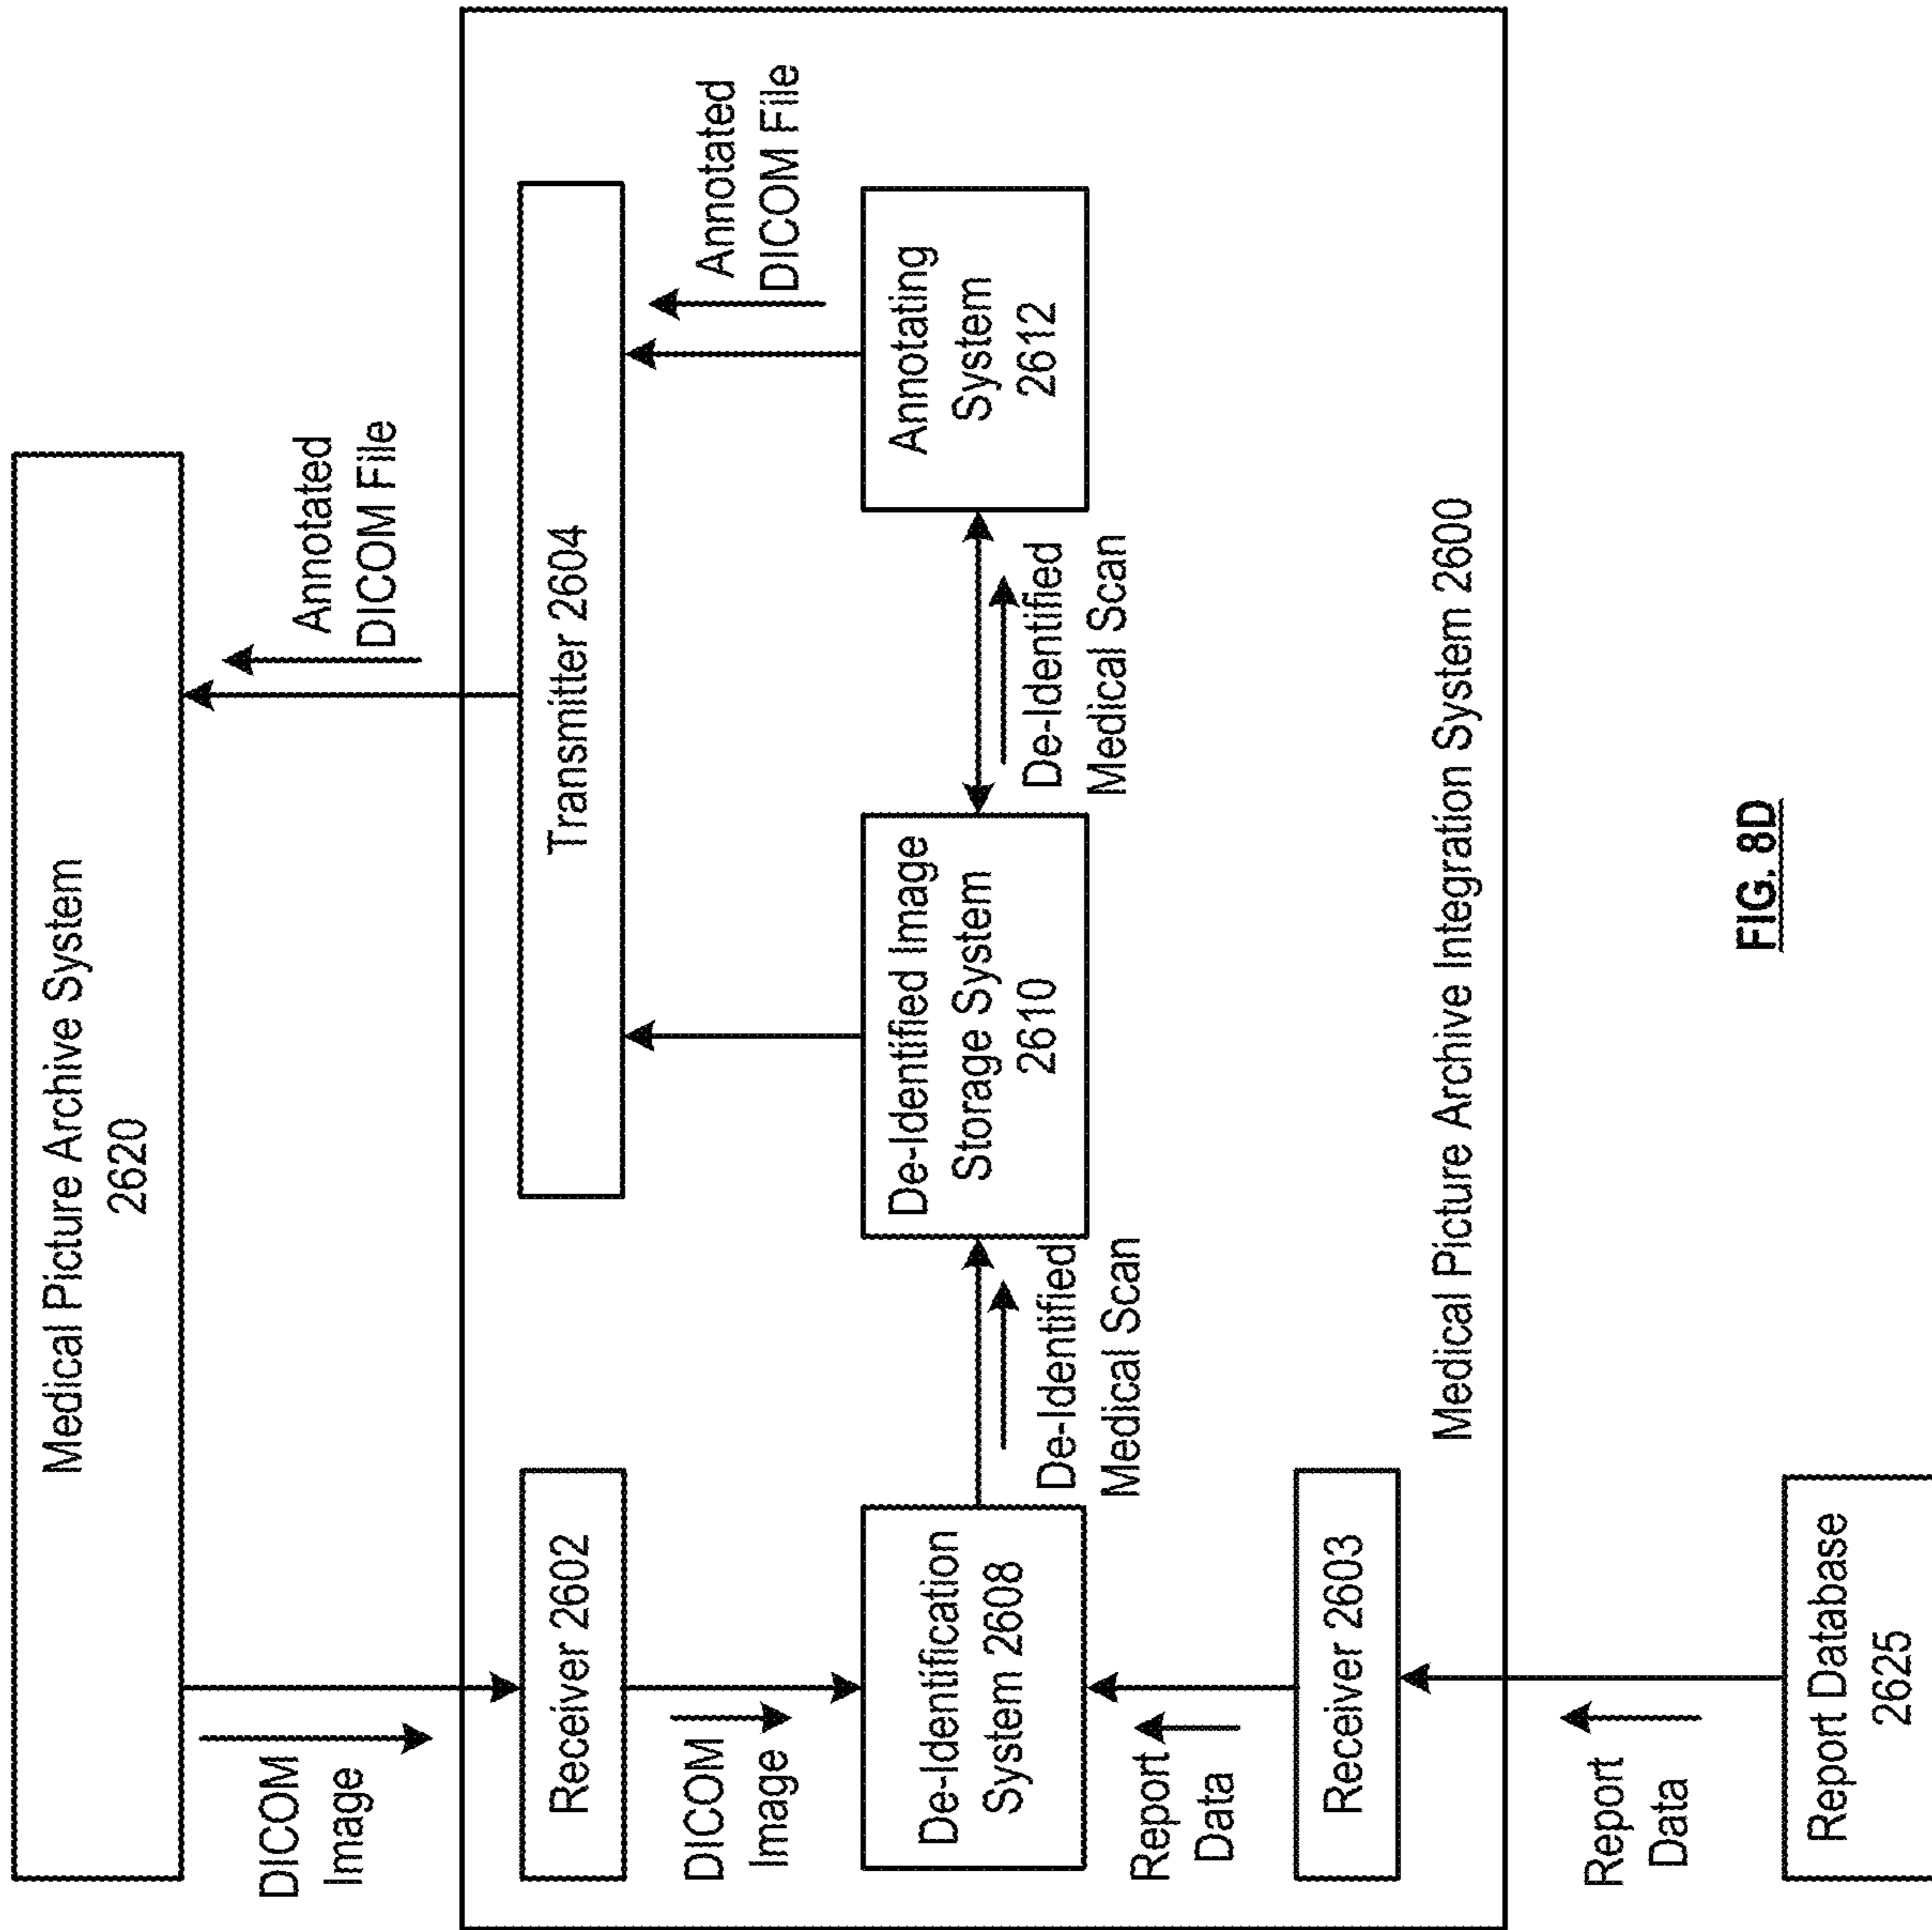 Medical Picture Archive System
2620
DICOM
Image
Annotated
DICOM File
Receiver 2602
Transmitter 2604
DICOM
Image
Annotated
DICOM File
De-Identification
System 2608
De-Identified
Medical Scan
De-Identified Image
Storage System
2610
De-Identified
Medical Scan
Annotating
System
2612
Report
Data
Receiver 2603
Medical Picture Archive Integration System 2600
Report
Data
Report Database
2625
FIG. 8D